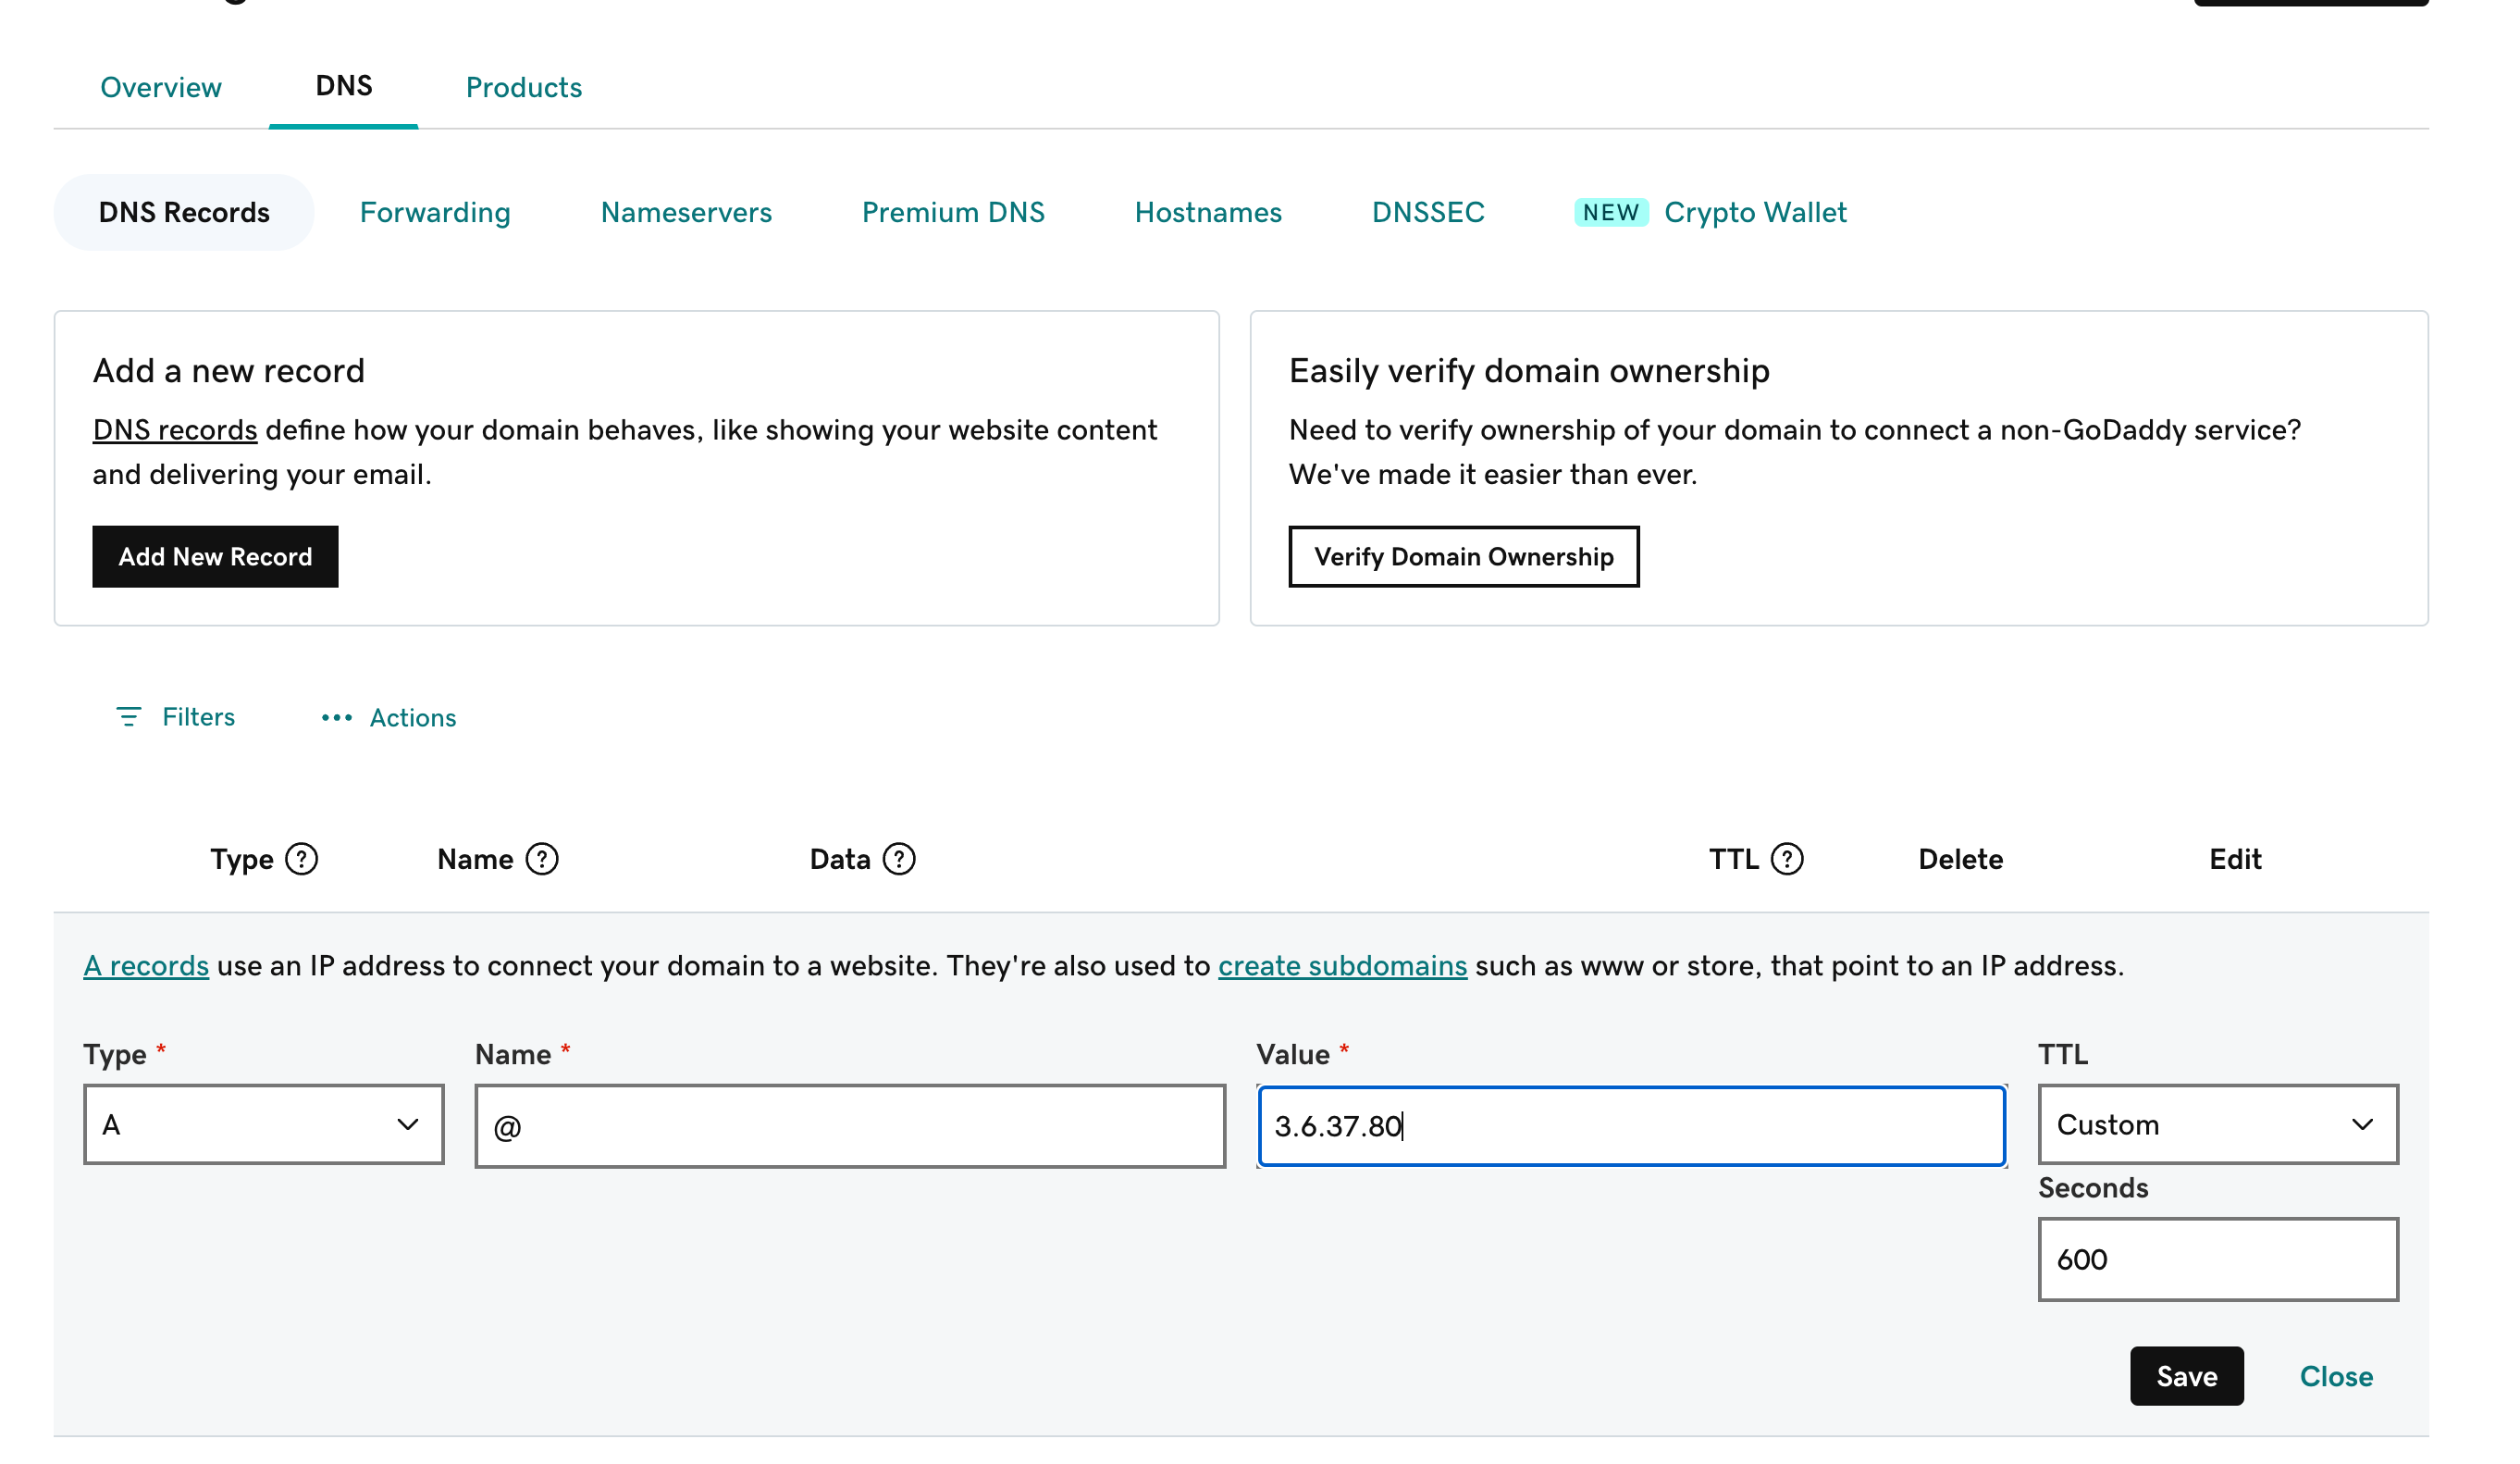 Overview DNS Products
DNS Records Forwarding Nameservers Premium DNS Hostnames DNSSEC NEW Crypto Wallet
Add a new record
DNS records define how your domain behaves, like showing your website content
and delivering your email.
Add New Record
Easily verify domain ownership
Need to verify ownership of your domain to connect a non-GoDaddy service?
We've made it easier than ever.
Verify Domain Ownership
Filters ••• Actions
Type ? Name ? Data ? TTL ? Delete Edit
A records use an IP address to connect your domain to a website. They're also used to create subdomains such as www or store, that point to an IP address.
Type * Name * Value * TTL
A @ 3.6.37.80 Custom
Seconds
600
Save Close